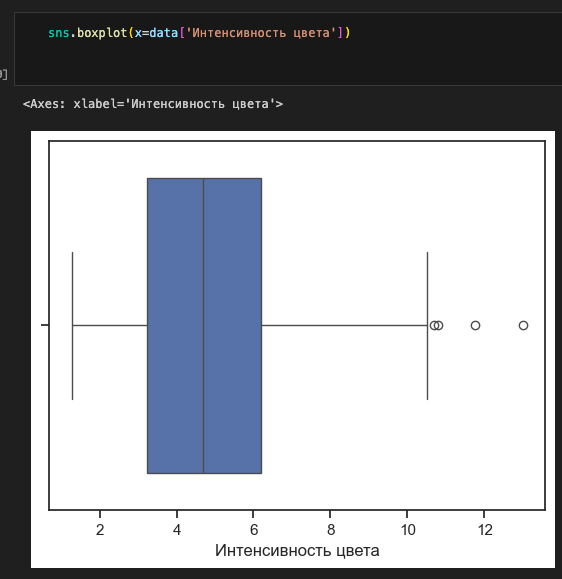 sns.boxplot(x=data['Интенсивность цвета'])
]
<Axes: xlabel='Интенсивность цвета'>
2 4 6 8 10 12
Интенсивность цвета